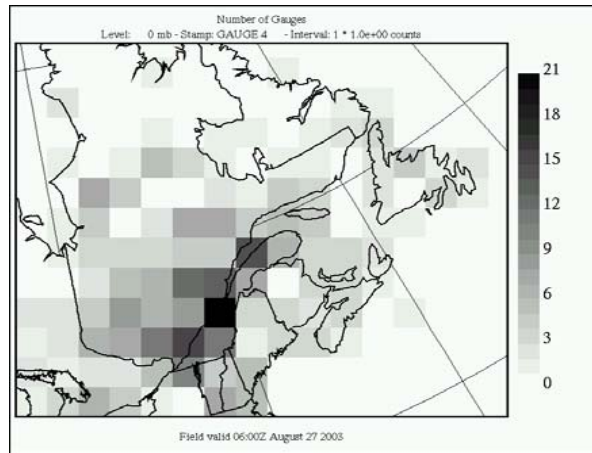 Number of Gauges
Level: 0 mb - Stamp: GAUGE 4 - Interval: 1 * 1.0e+00 counts
21
18
15
12
9
6
3
0
Field valid 06:00Z August 27 2003